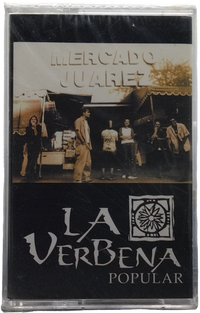 MERCADO
JUAREZ
LA
VERBENA
POPULAR